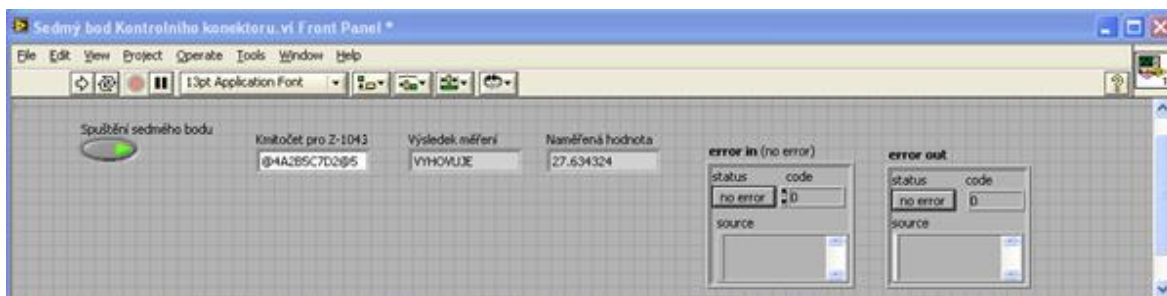 Sedmý bod Kontrolního konektoru.vi Front Panel *
File Edit View Project Operate Tools Window Help
13pt Application Font
Spuštění sedmého bodu
Kmitočet pro Z-1043
Výsledek měření
Naměřená hodnota
@4A2B5C7D2@5
VYHOVUJE
27.634324
error in (no error)
status code
no error 0
source
error out
status code
no error 0
source